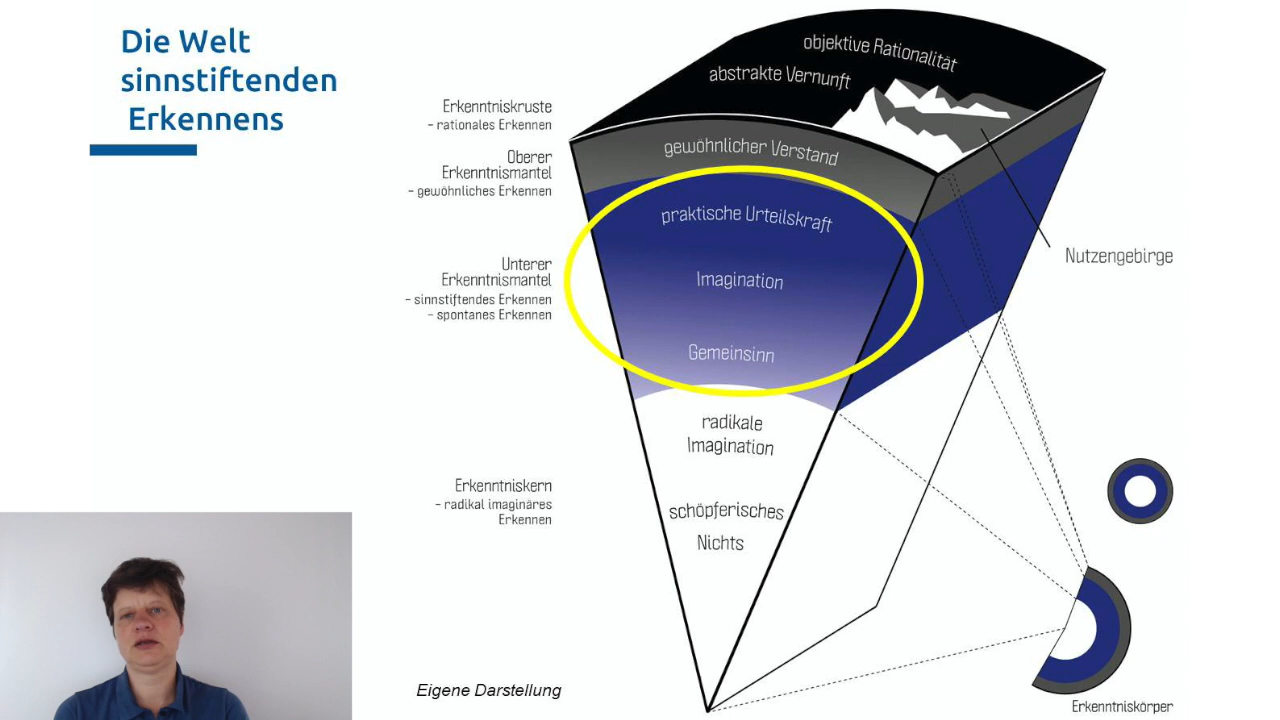 Die Welt
sinnstiftenden
Erkennens
objektive Rationalität
abstrakte Vernunft
Erkenntniskruste
– rationales Erkennen
gewöhnlicher Verstand
Oberer
Erkenntnismantel
– gewöhnliches Erkennen
praktische Urteilskraft
Nutzengebirge
Unterer
Erkenntnismantel
– sinnstiftendes Erkennen
– spontanes Erkennen
Imagination
Gemeinsinn
radikale
Imagination
Erkenntniskern
– radikal imaginäres
Erkennen
schöpferisches
Nichts
Eigene Darstellung
Erkenntniskörper